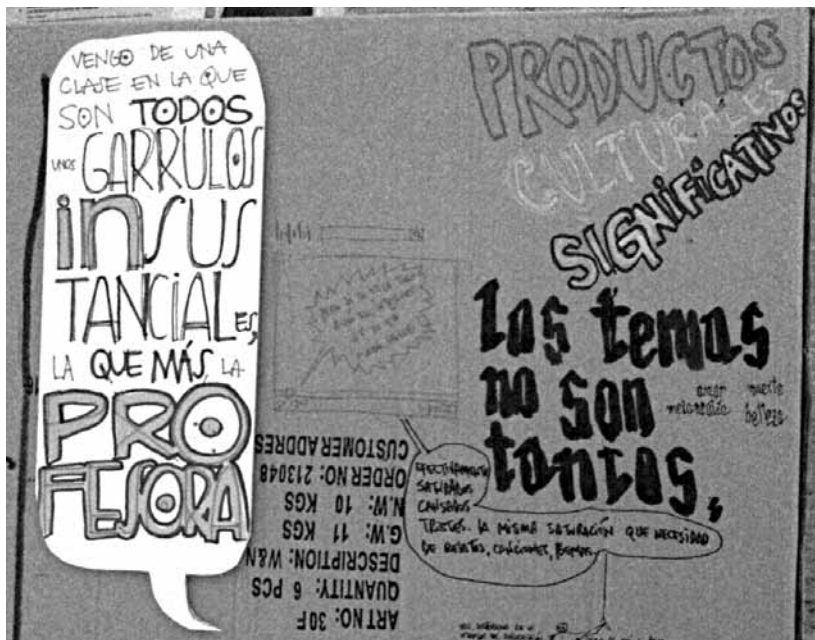 VENGO DE UNA
CLASE EN LA QUE
SON TODOS
UNOS GARRULOS
INSUS
TANCIALES,
LA QUE MÁS, LA
PRO
FESORA
PRODUCTOS
CULTURALES
SIGNIFICATIVOS
los temas
no son
tantos,
amor muerte
melancolía belleza
EFECTIVAMENTE
SATURADOS
CANSADOS
TRISTES. LA MISMA SATURACIÓN QUE NECESIDAD
DE RELATOS, CANCIONES, POEMAS
CUSTOMER ADDRES
ORDER NO: 213048
N.W: 10 KGS
G.W: 11 KGS
DESCRIPTION: W&N
QUANTITY: 6 PCS
ART NO: 30F